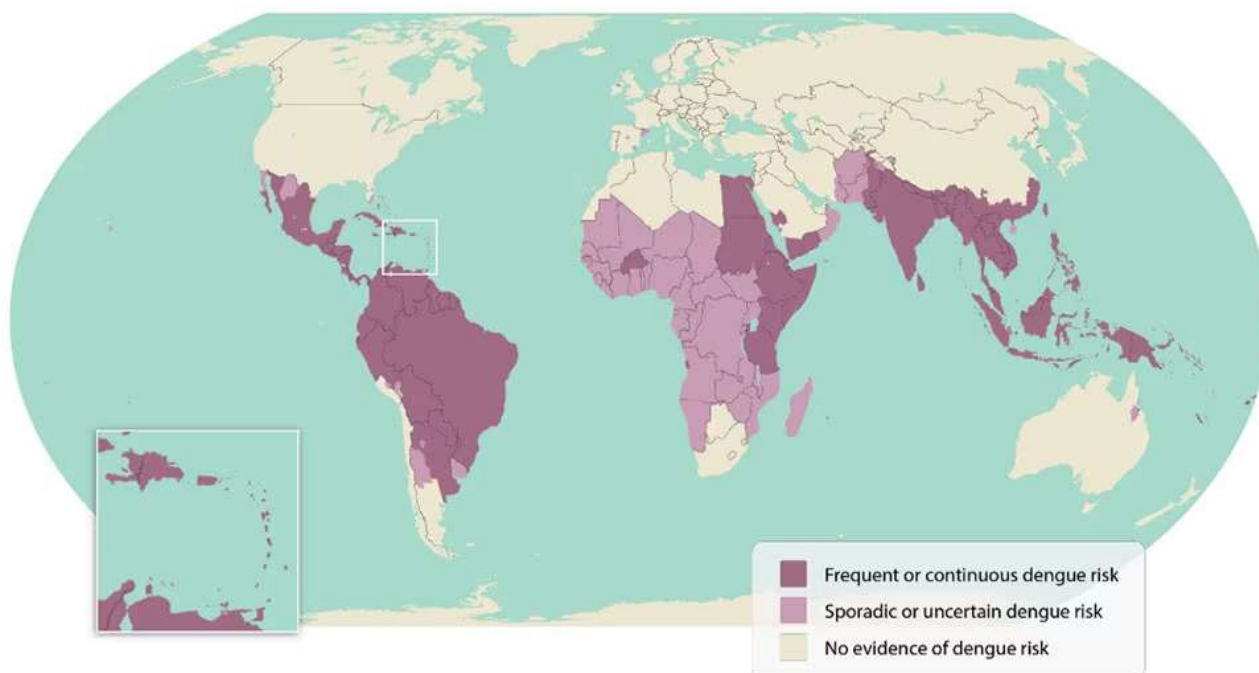 Frequent or continuous dengue risk
Sporadic or uncertain dengue risk
No evidence of dengue risk